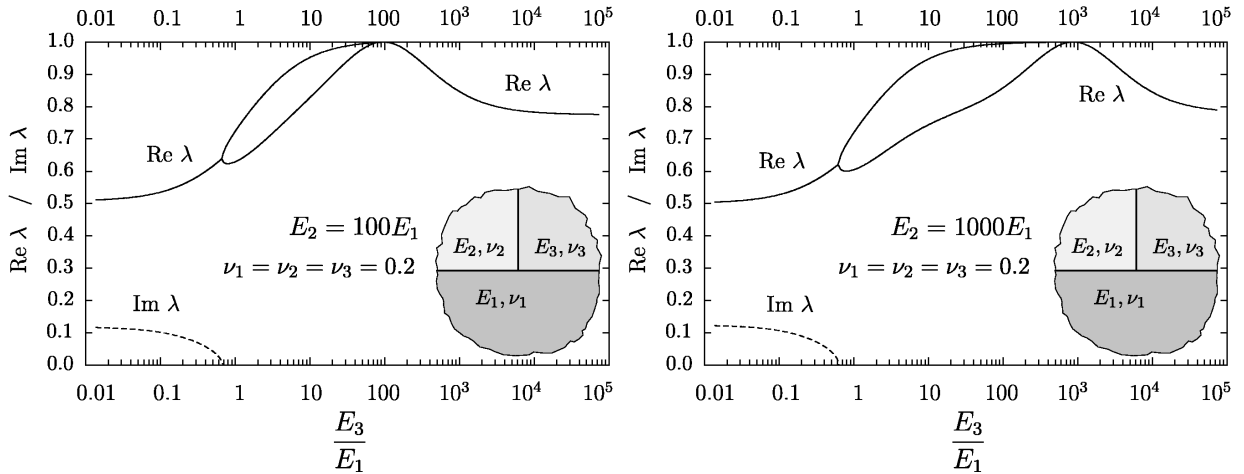 0.01 0.1 1 10 100 10³ 10⁴ 10⁵
1.0
0.9
0.8
0.7
0.6
0.5
0.4
0.3
0.2
0.1
0.0
Re λ / Im λ
Re λ
Re λ
Im λ
E₂ = 100E₁
ν₁ = ν₂ = ν₃ = 0.2
E₂, ν₂
E₃, ν₃
E₁, ν₁
0.01 0.1 1 10 100 10³ 10⁴ 10⁵
E₃
E₁
0.01 0.1 1 10 100 10³ 10⁴ 10⁵
1.0
0.9
0.8
0.7
0.6
0.5
0.4
0.3
0.2
0.1
0.0
Re λ / Im λ
Re λ
Re λ
Im λ
E₂ = 1000E₁
ν₁ = ν₂ = ν₃ = 0.2
E₂, ν₂
E₃, ν₃
E₁, ν₁
0.01 0.1 1 10 100 10³ 10⁴ 10⁵
E₃
E₁